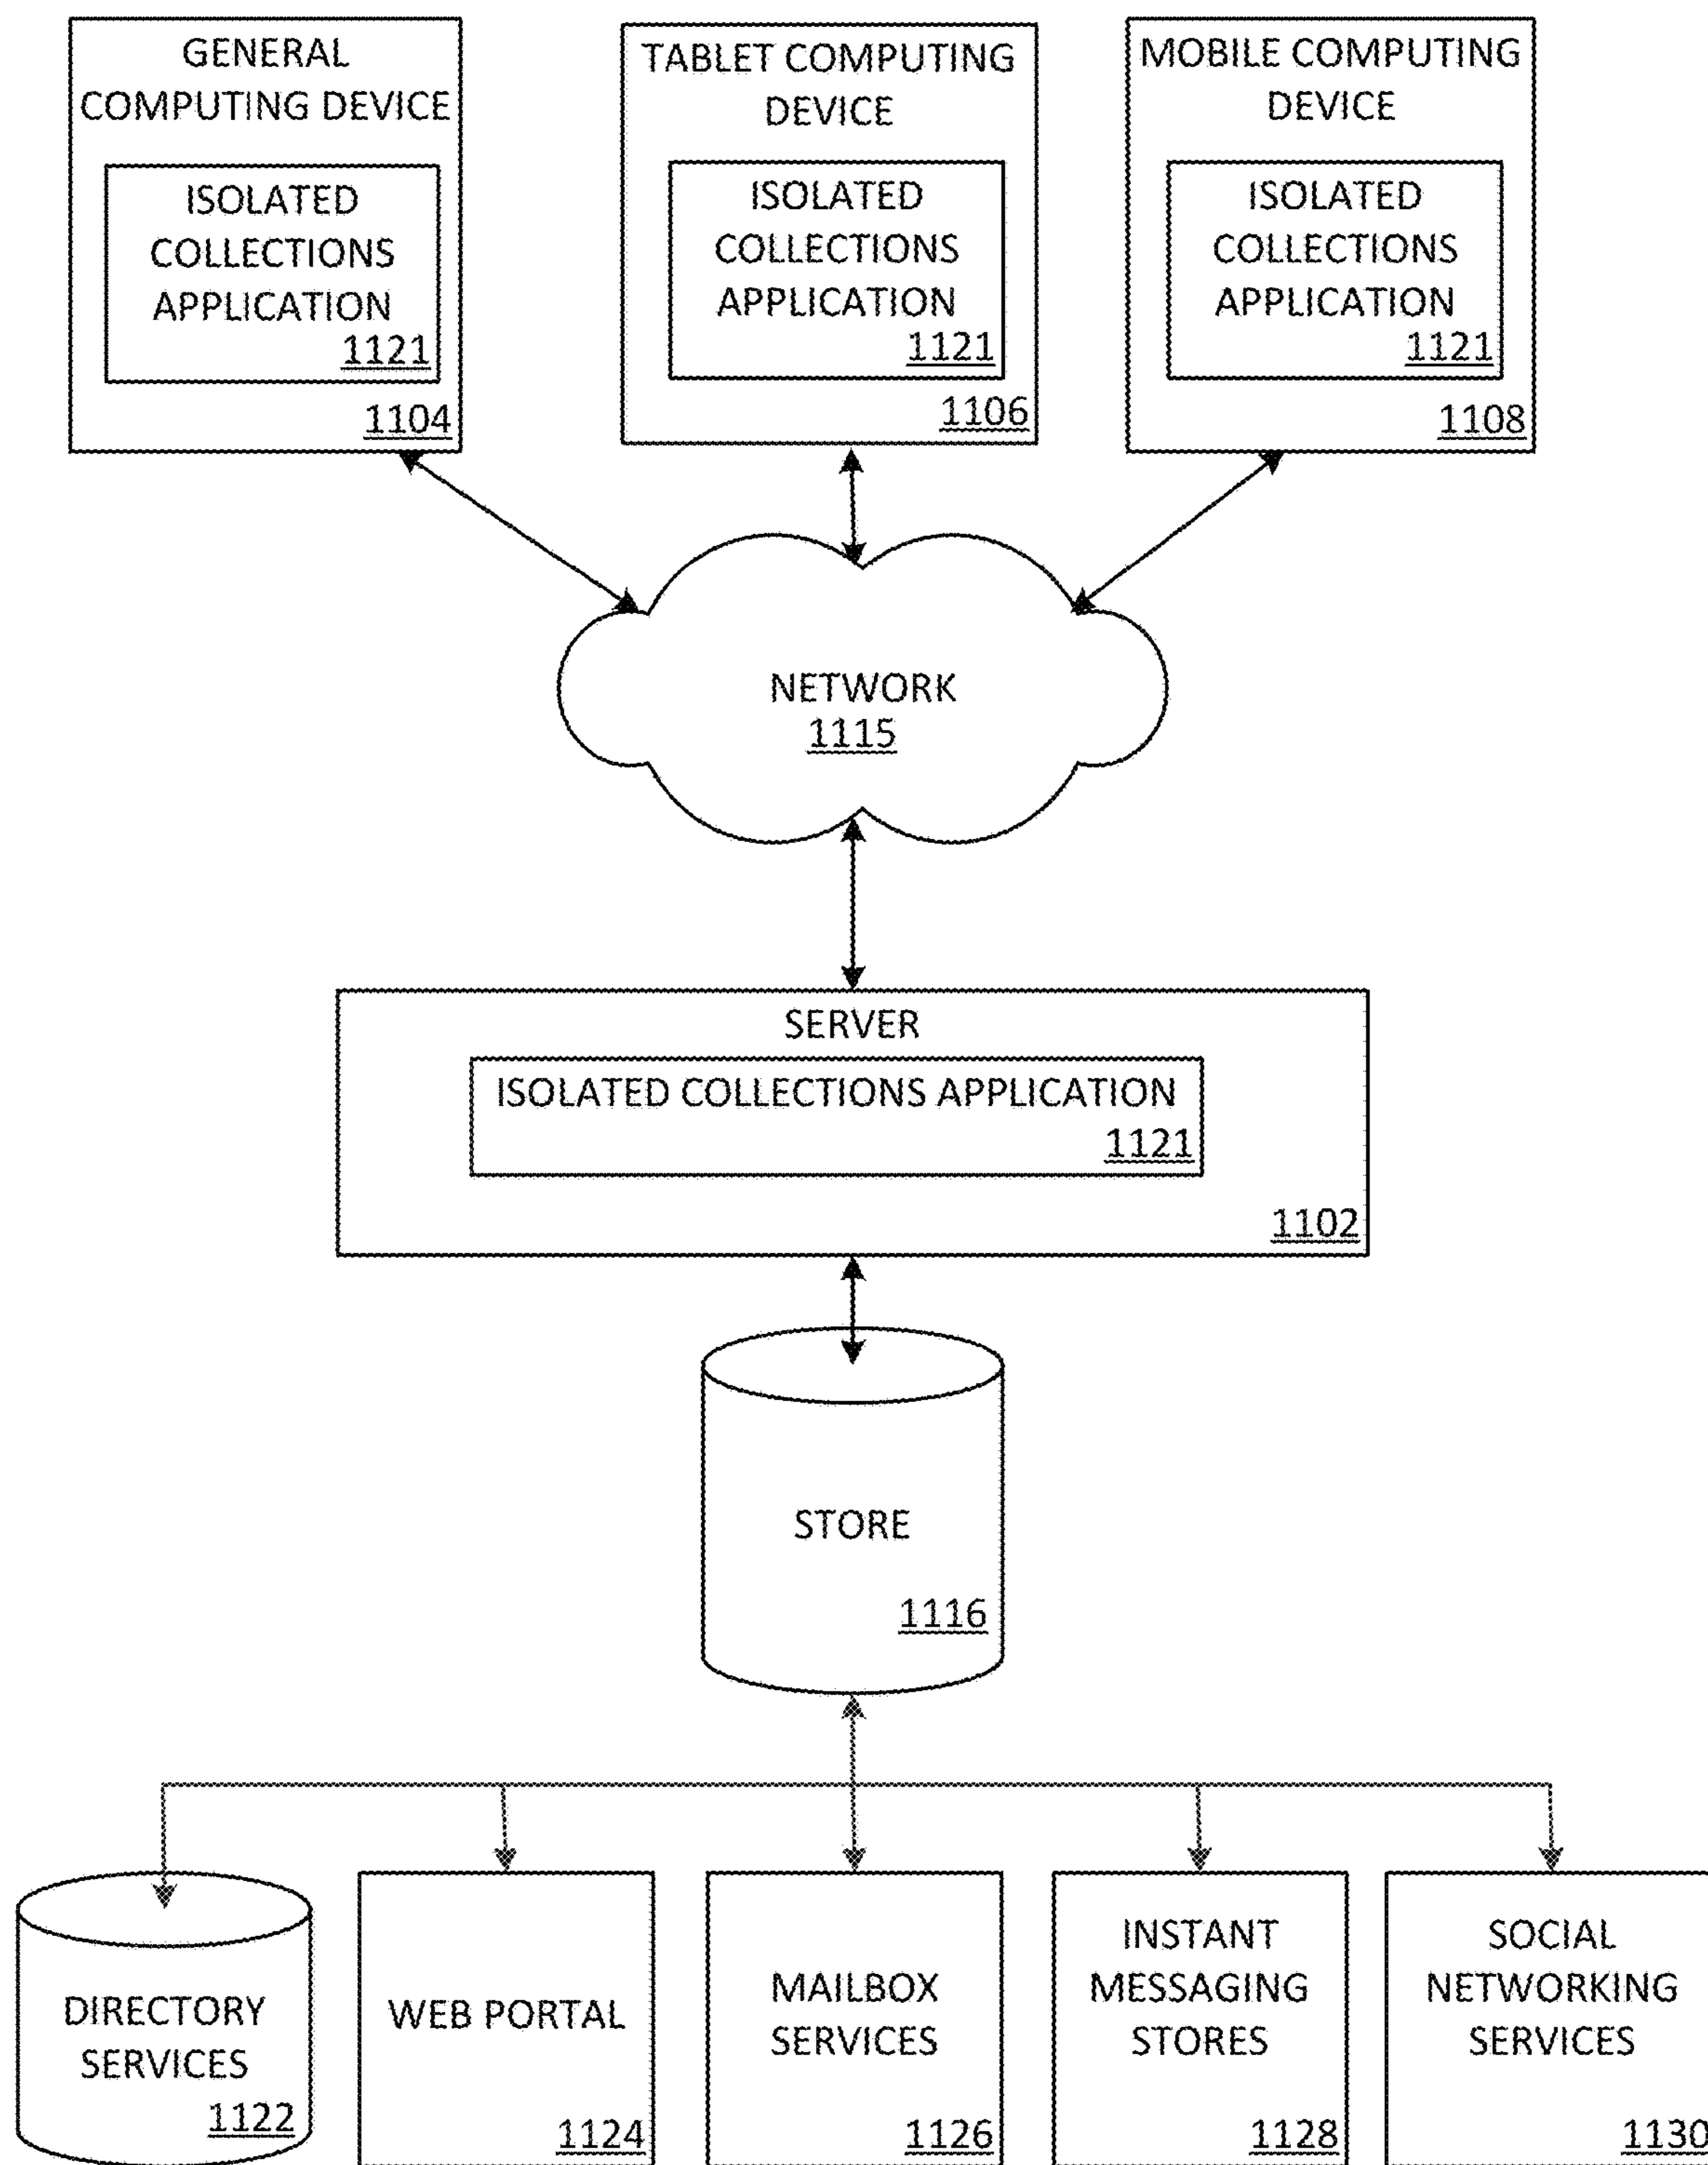 GENERAL
COMPUTING DEVICE
ISOLATED
COLLECTIONS
APPLICATION
1121
1104
TABLET COMPUTING
DEVICE
ISOLATED
COLLECTIONS
APPLICATION
1121
1106
MOBILE COMPUTING
DEVICE
ISOLATED
COLLECTIONS
APPLICATION
1121
1108
NETWORK
1115
SERVER
ISOLATED COLLECTIONS APPLICATION
1121
1102
STORE
1116
DIRECTORY
SERVICES
1122
WEB PORTAL
1124
MAILBOX
SERVICES
1126
INSTANT
MESSAGING
STORES
1128
SOCIAL
NETWORKING
SERVICES
1130